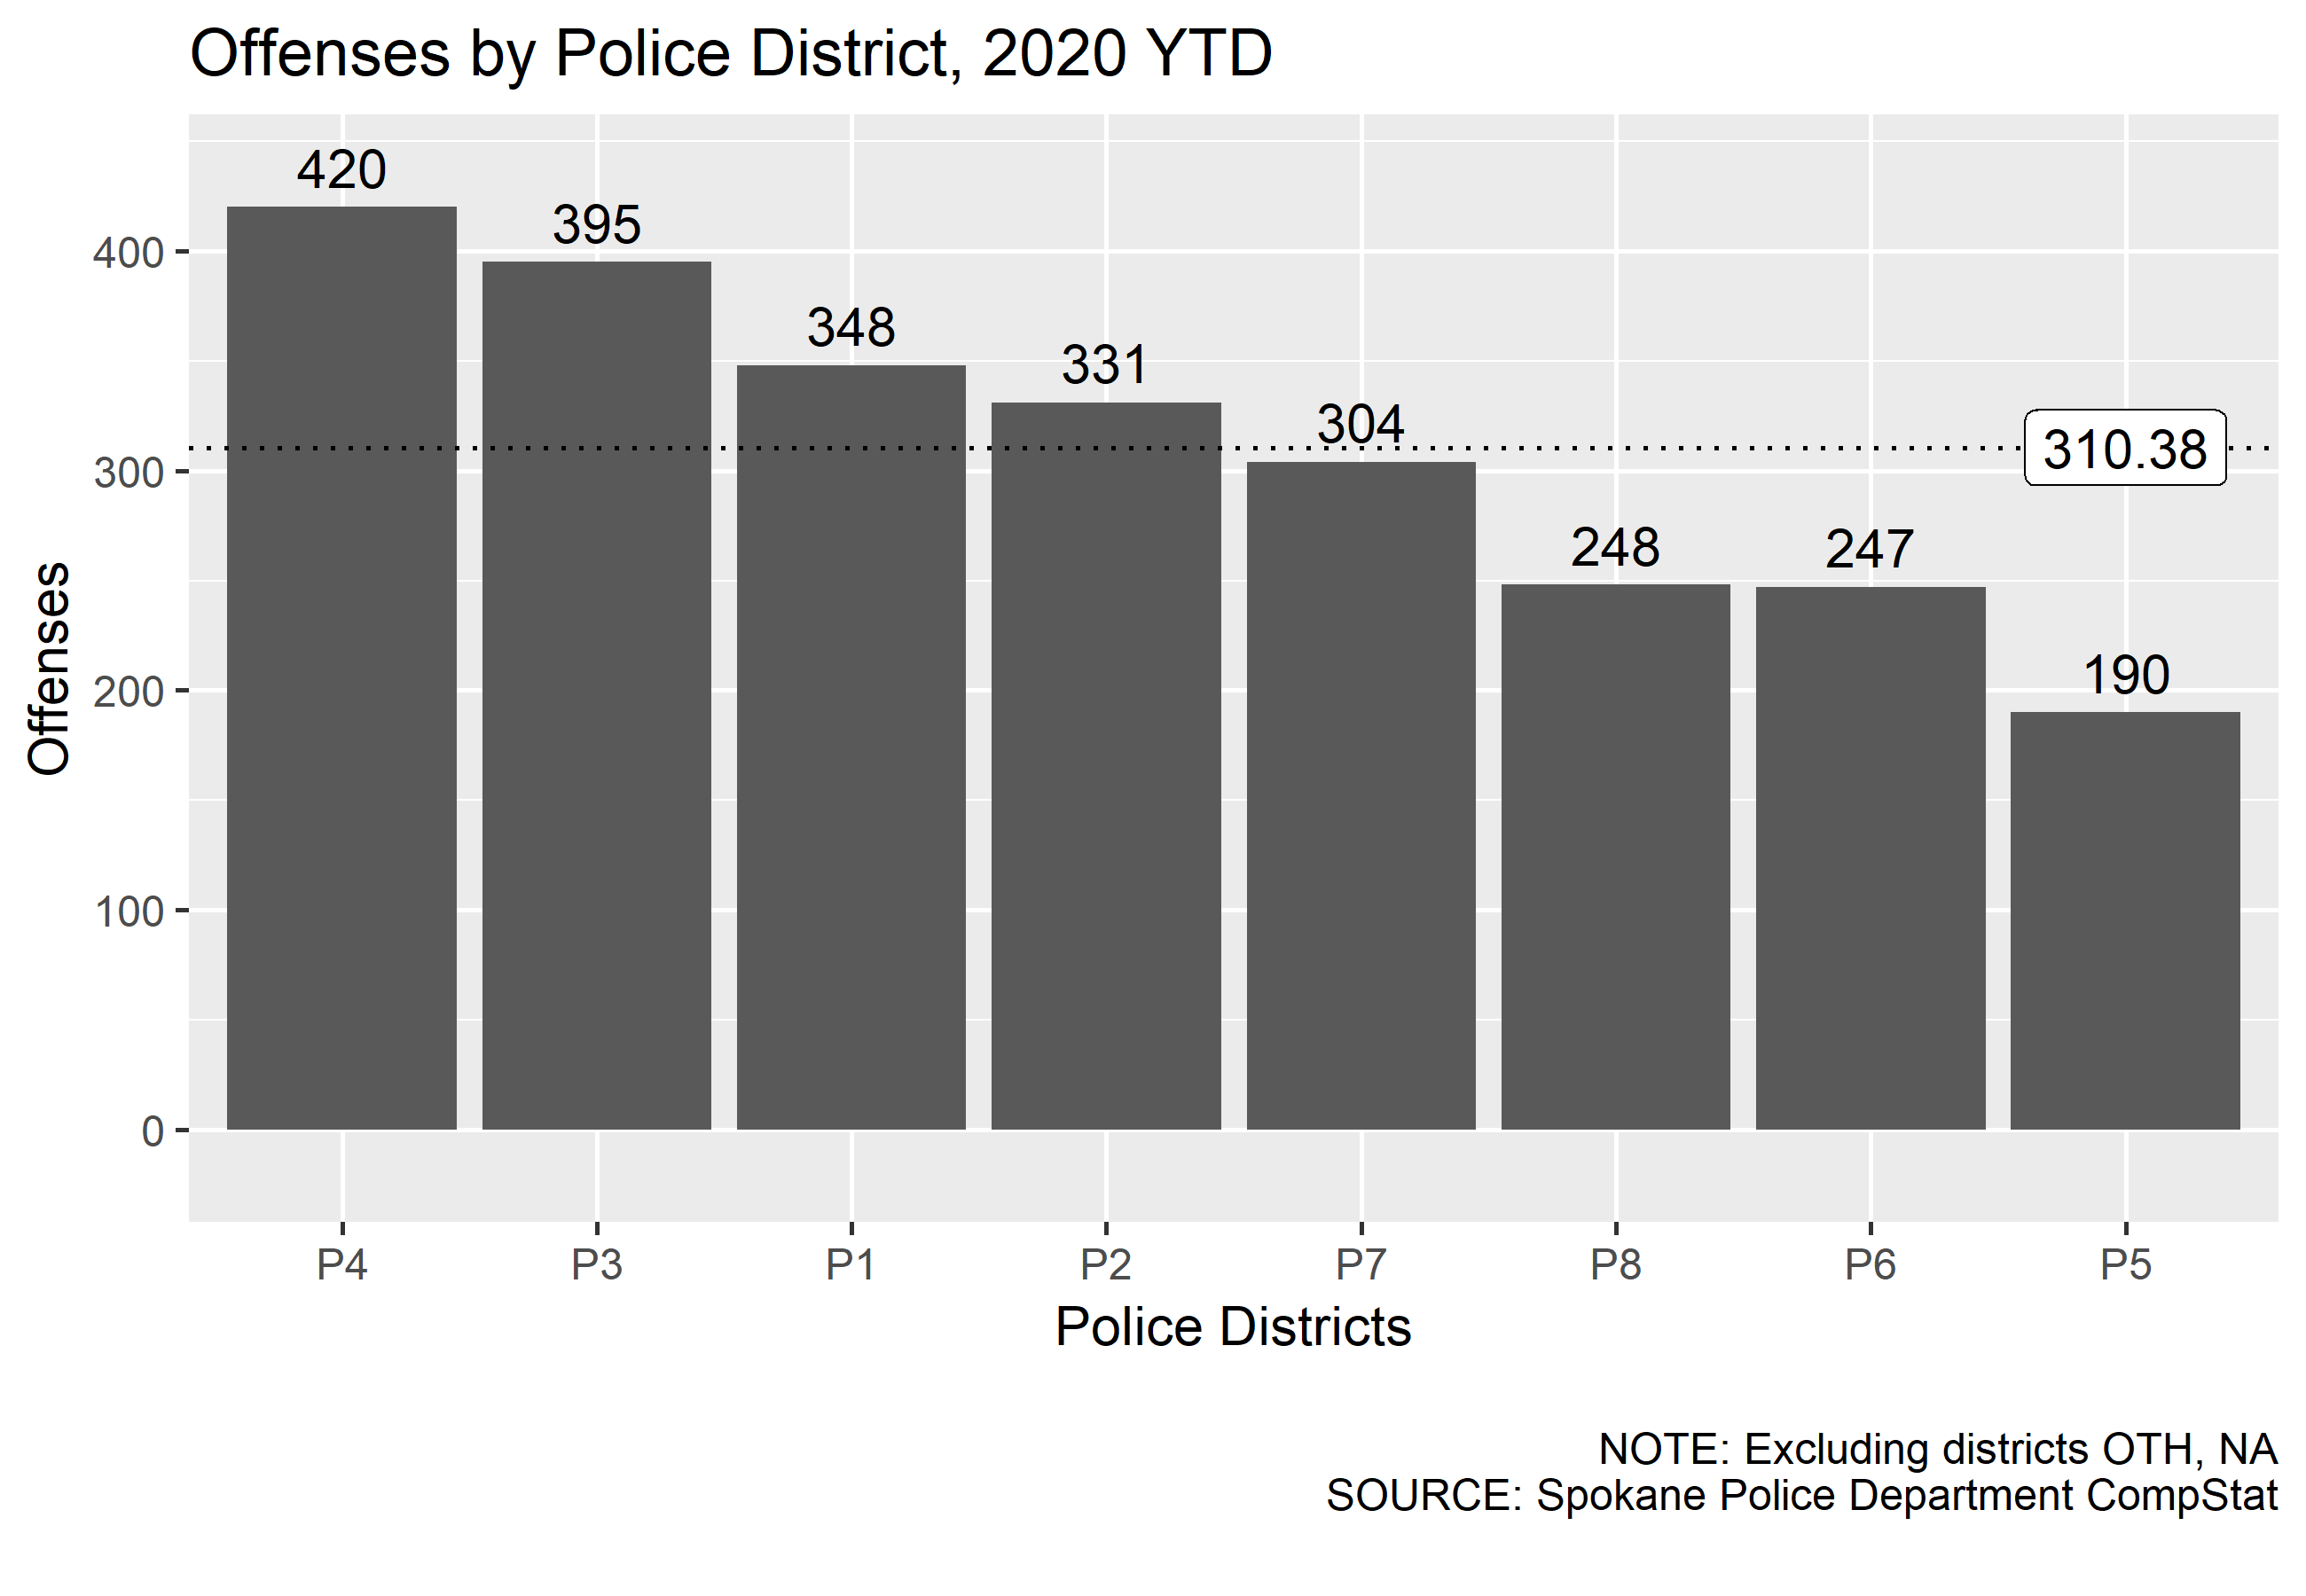 Offenses by Police District, 2020 YTD
420
395
348
331
304
310.38
248
247
190
400
300
200
100
0
Offenses
P4 P3 P1 P2 P7 P8 P6 P5
Police Districts
NOTE: Excluding districts OTH, NA
SOURCE: Spokane Police Department CompStat